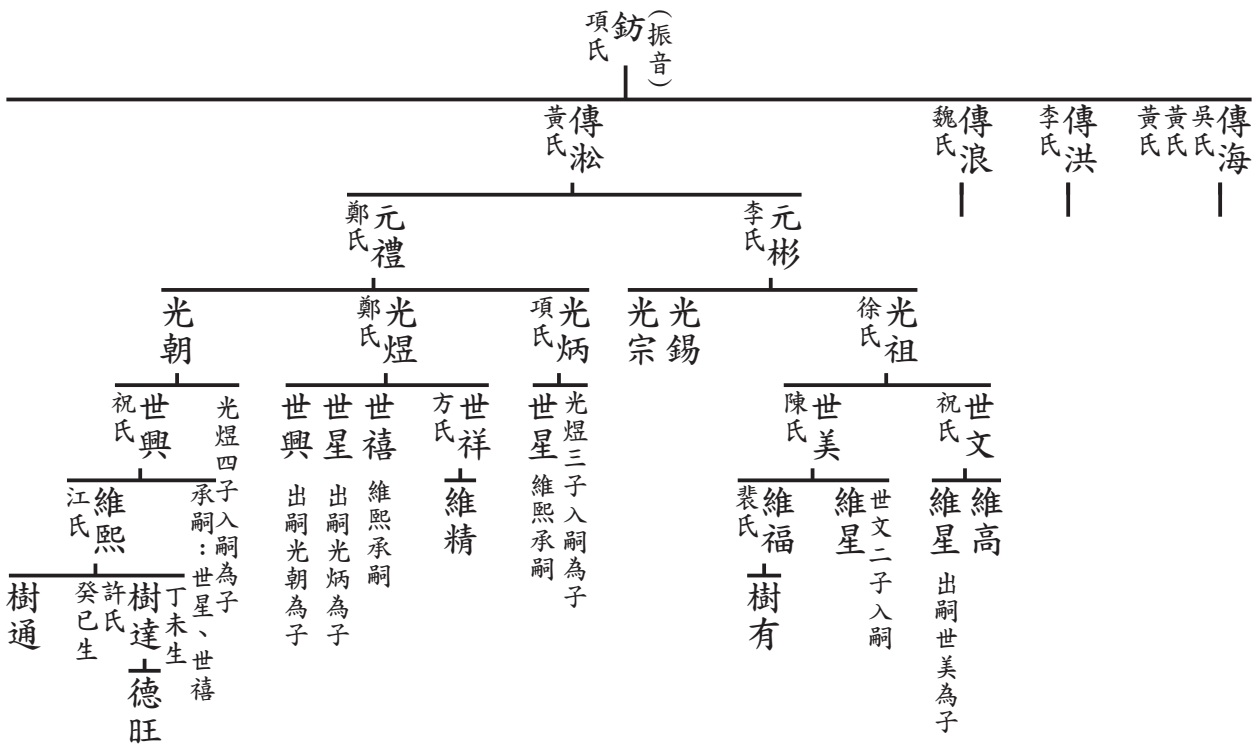 鈁
（振音）
項氏
傳海
吳氏
黃氏
黃氏
傳洪
李氏
傳浪
魏氏
傳淞
黃氏
元彬
李氏
元禮
鄭氏
光祖
徐氏
光錫
光宗
光炳
項氏
光煜
鄭氏
光朝
世文
祝氏
世美
陳氏
光煜三子入嗣為子
世星
維熙承嗣
世祥
方氏
世禧
維熙承嗣
世星
出嗣光炳為子
世興
出嗣光朝為子
光煜四子入嗣為子
世興
祝氏
維高
維星
出嗣世美為子
世文二子入嗣
維星
維福
裴氏
維精
承嗣：世星、世禧
維熙
江氏
樹有
丁未生
樹達
許氏
癸巳生
樹通
德旺